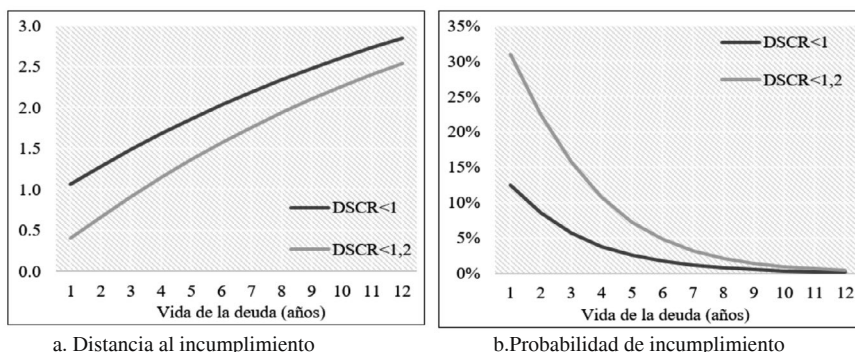 3.0
2.5
2.0
1.5
1.0
0.5
0.0
DSCR<1
DSCR<1,2
1 2 3 4 5 6 7 8 9 10 11 12
Vida de la deuda (años)
a. Distancia al incumplimiento
35%
30%
25%
20%
15%
10%
5%
0%
DSCR<1
DSCR<1,2
1 2 3 4 5 6 7 8 9 10 11 12
Vida de la deuda (años)
b.Probabilidad de incumplimiento